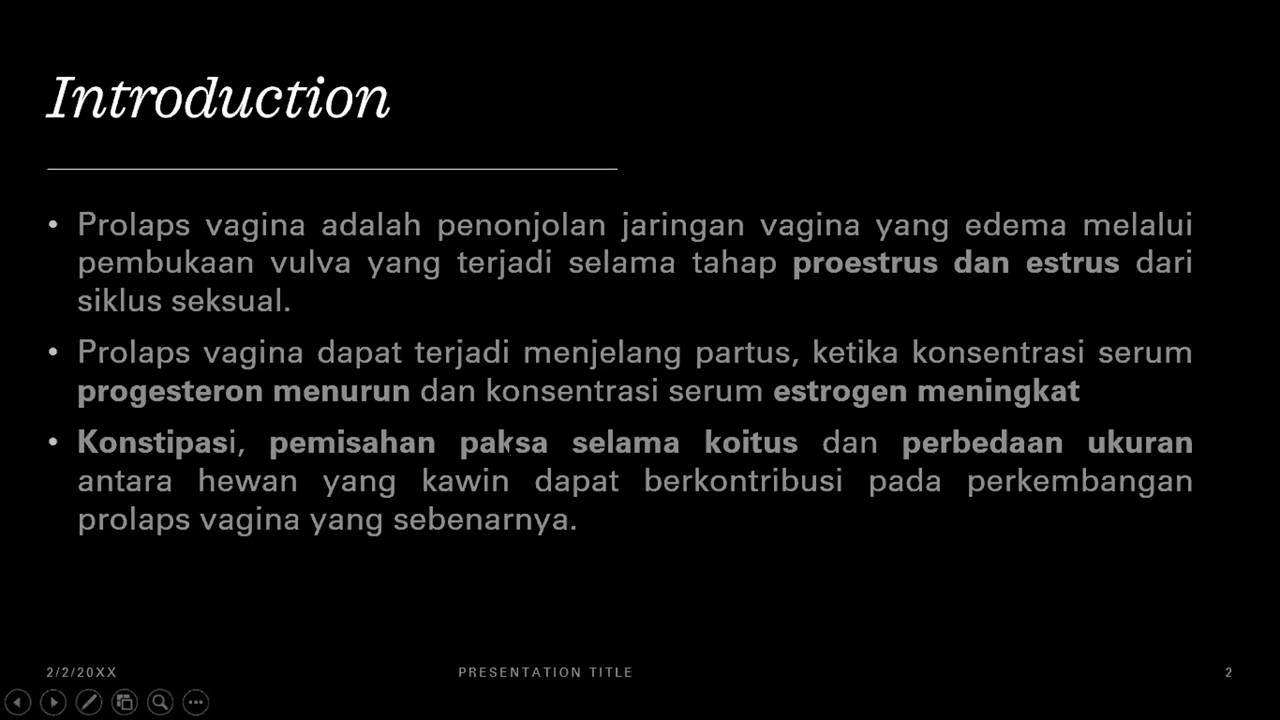 Introduction
• Prolaps vagina adalah penonjolan jaringan vagina yang edema melalui
pembukaan vulva yang terjadi selama tahap proestrus dan estrus dari
siklus seksual.
• Prolaps vagina dapat terjadi menjelang partus, ketika konsentrasi serum
progesteron menurun dan konsentrasi serum estrogen meningkat
• Konstipasi, pemisahan paksa selama koitus dan perbedaan ukuran
antara hewan yang kawin dapat berkontribusi pada perkembangan
prolaps vagina yang sebenarnya.
2/2/20XX PRESENTATION TITLE 2